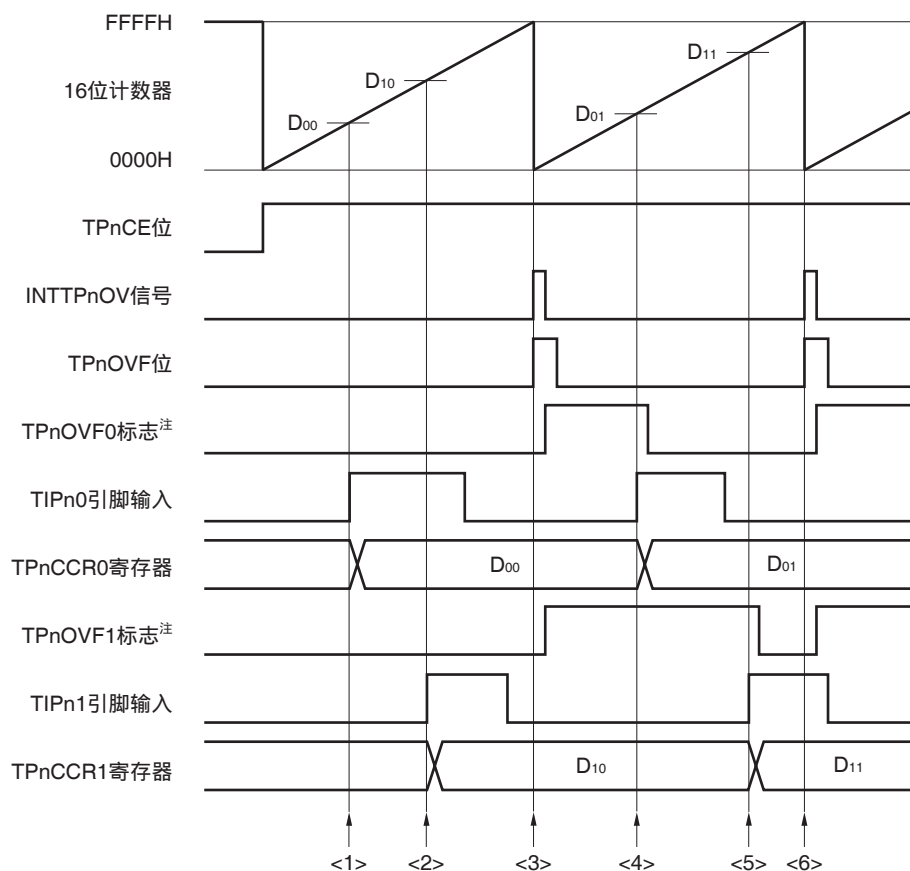 FFFFH
D11
D10
16位计数器
D00
D01
0000H
TPnCE位
INTTPnOV信号
TPnOVF位
TPnOVF0标志注
TIPn0引脚输入
TPnCCR0寄存器 D00 D01
TPnOVF1标志注
TIPn1引脚输入
TPnCCR1寄存器 D10 D11
<1> <2> <3> <4> <5> <6>